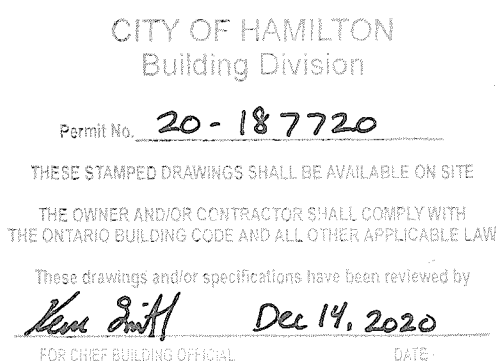 CITY OF HAMILTON
Building Division
Permit No. 20-187720
THESE STAMPED DRAWINGS SHALL BE AVAILABLE ON SITE
THE OWNER AND/OR CONTRACTOR SHALL COMPLY WITH
THE ONTARIO BUILDING CODE AND ALL OTHER APPLICABLE LAW
These drawings and/or specifications have been reviewed by
Dec 14, 2020
FOR CHIEF BUILDING OFFICIAL DATE